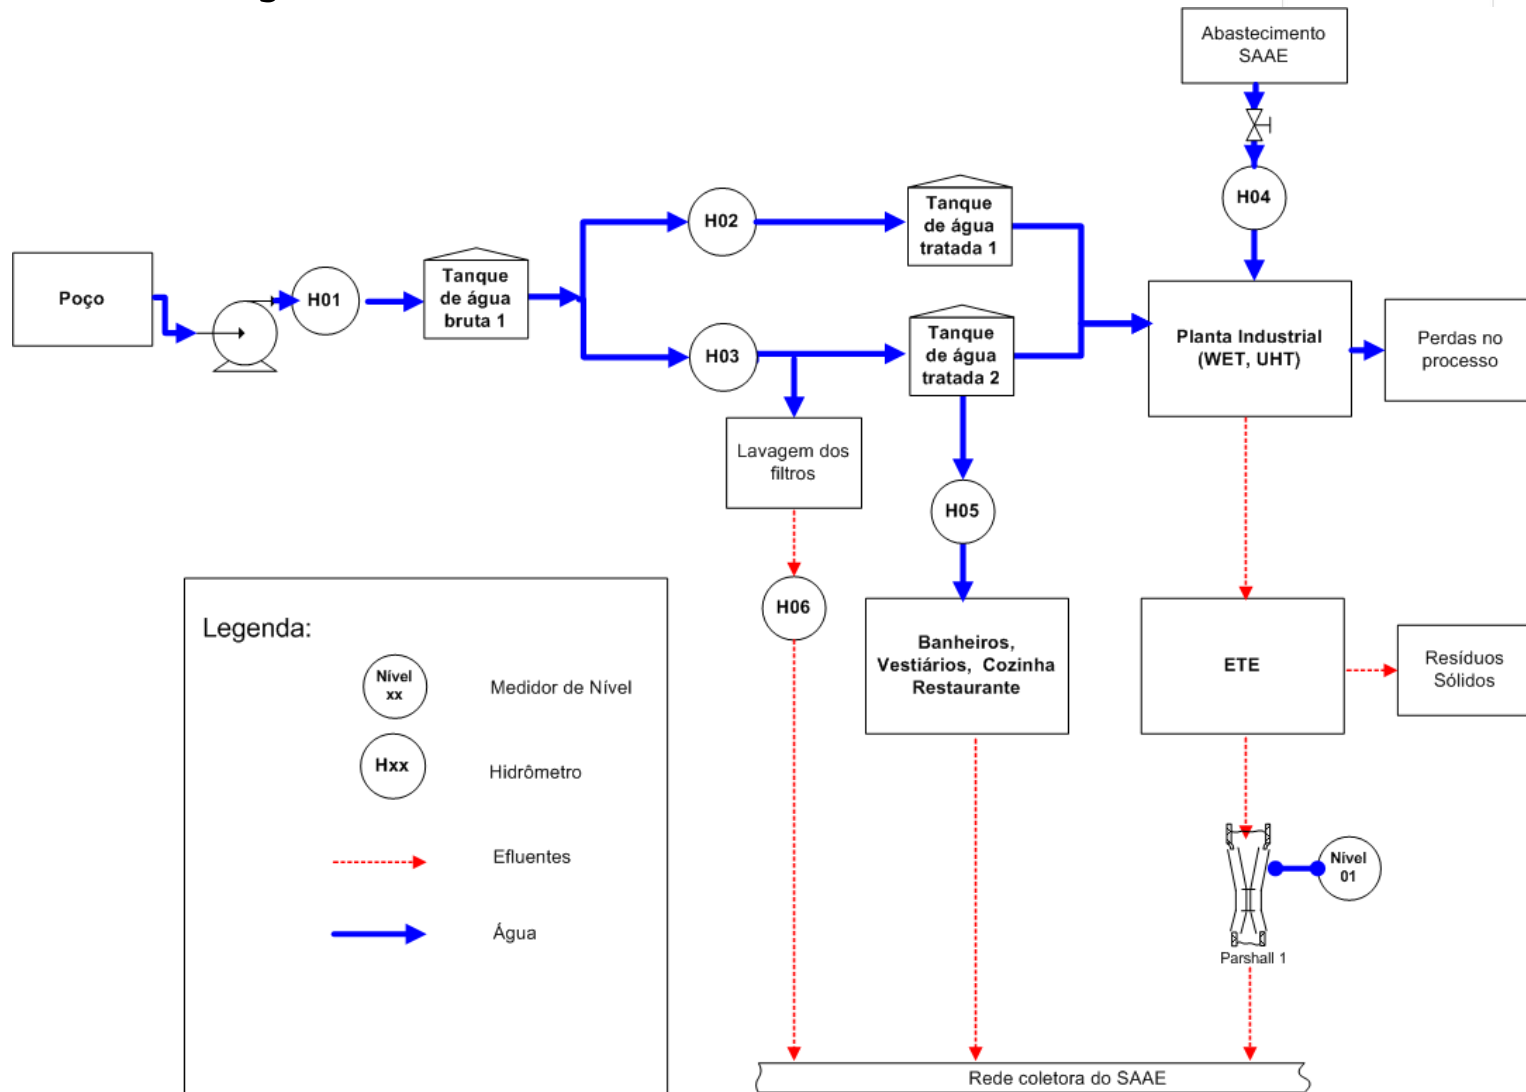 Abastecimento
SAAE
H04
H02
Tanque
de água
tratada 1
Poço
H01
Tanque
de água
bruta 1
H03
Tanque
de água
tratada 2
Planta Industrial
(WET, UHT)
Perdas no
processo
Lavagem dos
filtros
H05
H06
Banheiros,
Vestiários, Cozinha
Restaurante
ETE
Resíduos
Sólidos
Legenda:
Nível
xx
Medidor de Nível
Hxx
Hidrômetro
Efluentes
Água
Nível
01
Parshall 1
Rede coletora do SAAE